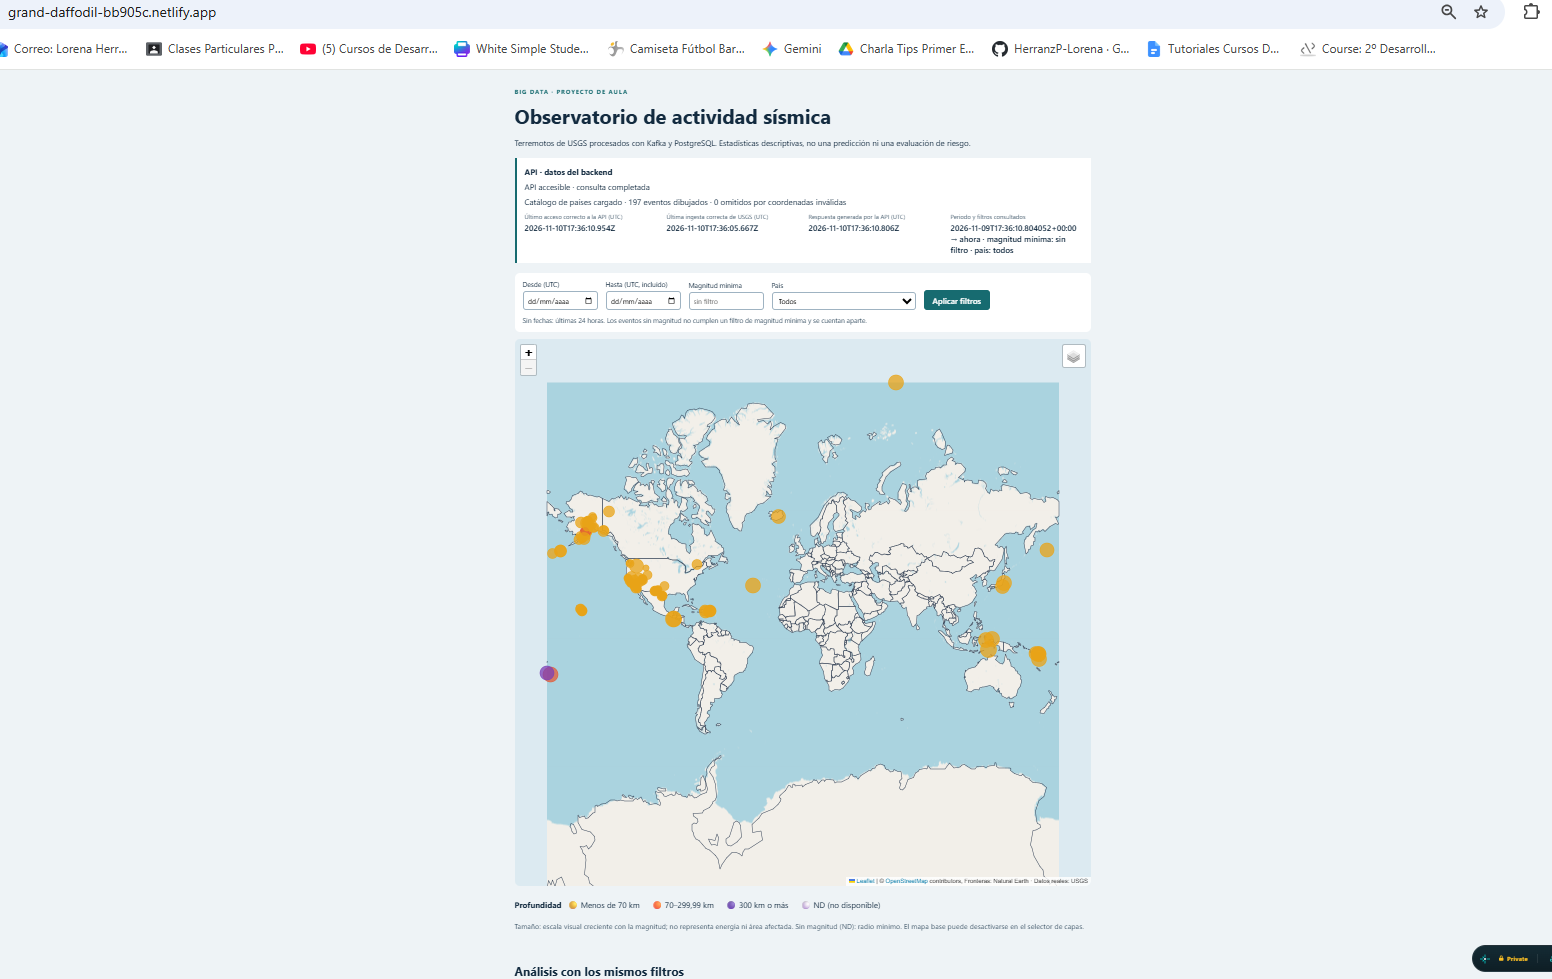 grand-daffodil-bb905c.netlify.app
Correo: Lorena Herr...
Clases Particulares P...
(5) Cursos de Desarr...
White Simple Stude...
Camiseta Fútbol Bar...
Gemini
Charla Tips Primer E...
HerranzP-Lorena · G...
Tutoriales Cursos D...
Course: 2º Desarroll...
BIG DATA · PROYECTO DE AULA
Observatorio de actividad sísmica
Terremotos de USGS procesados con Kafka y PostgreSQL. Estadísticas descriptivas, no una predicción ni una evaluación de riesgo.
API · datos del backend
API accesible · consulta completada
Catálogo de países cargado · 197 eventos dibujados · 0 omitidos por coordenadas inválidas
Último acceso correcto a la API (UTC)
2026-11-10T17:36:10.954Z
Última ingesta correcta de USGS (UTC)
2026-11-10T17:36:05.667Z
Respuesta generada por la API (UTC)
2026-11-10T17:36:10.806Z
Periodo y filtros consultados
2026-11-09T17:36:10.804052+00:00
→ ahora · magnitud mínima: sin
filtro · país: todos
Desde (UTC)
dd/mm/aaaa
Hasta (UTC, incluido)
dd/mm/aaaa
Magnitud mínima
sin filtro
País
Todos
Aplicar filtros
Sin fechas: últimas 24 horas. Los eventos sin magnitud no cumplen un filtro de magnitud mínima y se cuentan aparte.
+
−
Leaflet | © OpenStreetMap contributors, Fronteras: Natural Earth · Datos reales: USGS
Profundidad
Menos de 70 km
70–299,99 km
300 km o más
ND (no disponible)
Tamaño: escala visual creciente con la magnitud; no representa energía ni área afectada. Sin magnitud (ND): radio mínimo. El mapa base puede desactivarse en el selector de capas.
Análisis con los mismos filtros
Private